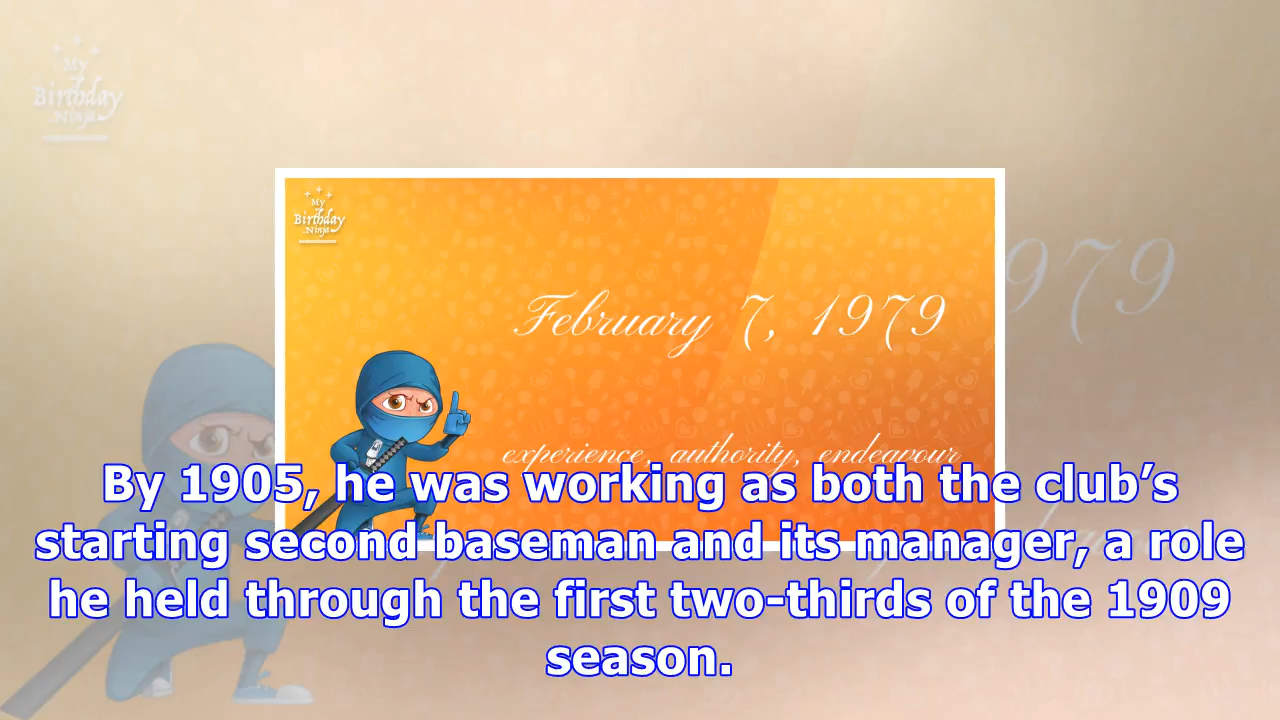 My
Birthday
.Ninja
My
Birthday
.Ninja
February 7, 1979
979
experience, authority, endeavour
By 1905, he was working as both the club’s
starting second baseman and its manager, a role
he held through the first two-thirds of the 1909
season.